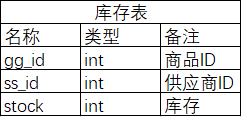 库存表
名称 类型 备注
gg_id int 商品ID
ss_id int 供应商ID
stock int 库存